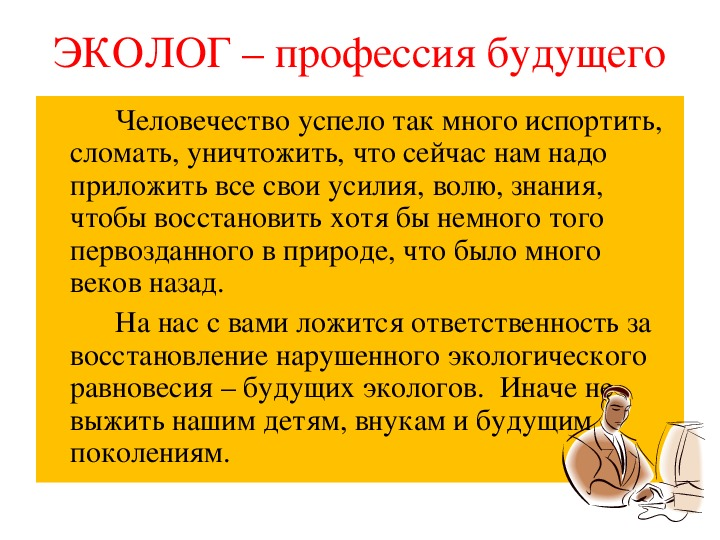 ЭКОЛОГ – профессия будущего
Человечество успело так много испортить,
сломать, уничтожить, что сейчас нам надо
приложить все свои усилия, волю, знания,
чтобы восстановить хотя бы немного того
первозданного в природе, что было много
веков назад.
На нас с вами ложится ответственность за
восстановление нарушенного экологического
равновесия – будущих экологов. Иначе не
выжить нашим детям, внукам и будущим
поколениям.